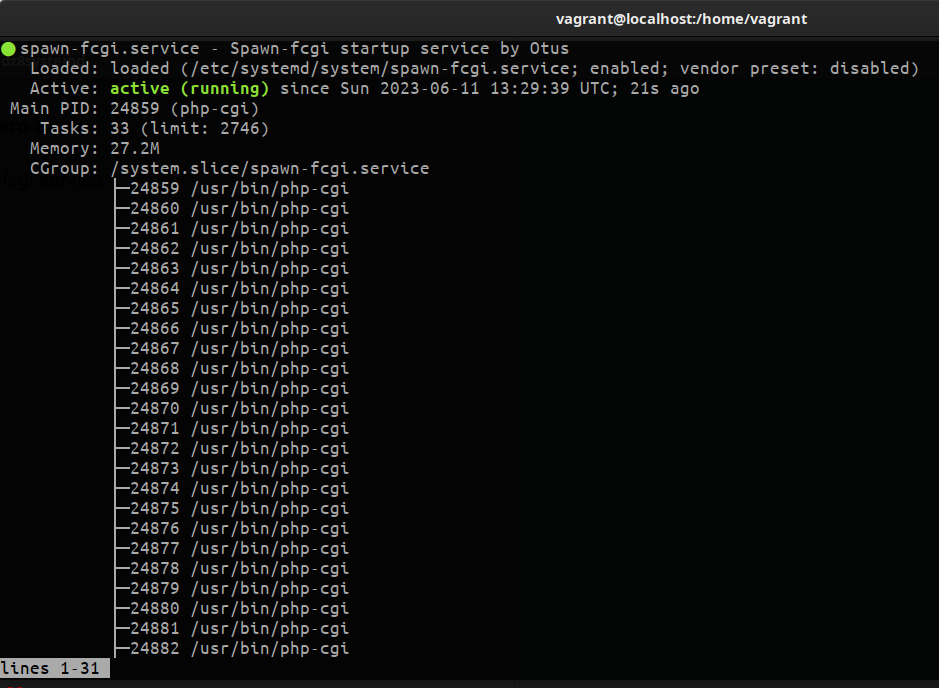 vagrant@localhost:/home/vagrant
● spawn-fcgi.service - Spawn-fcgi startup service by Otus
Loaded: loaded (/etc/systemd/system/spawn-fcgi.service; enabled; vendor preset: disabled)
Active: active (running) since Sun 2023-06-11 13:29:39 UTC; 21s ago
Main PID: 24859 (php-cgi)
Tasks: 33 (limit: 2746)
Memory: 27.2M
CGroup: /system.slice/spawn-fcgi.service
├─24859 /usr/bin/php-cgi
├─24860 /usr/bin/php-cgi
├─24861 /usr/bin/php-cgi
├─24862 /usr/bin/php-cgi
├─24863 /usr/bin/php-cgi
├─24864 /usr/bin/php-cgi
├─24865 /usr/bin/php-cgi
├─24866 /usr/bin/php-cgi
├─24867 /usr/bin/php-cgi
├─24868 /usr/bin/php-cgi
├─24869 /usr/bin/php-cgi
├─24870 /usr/bin/php-cgi
├─24871 /usr/bin/php-cgi
├─24872 /usr/bin/php-cgi
├─24873 /usr/bin/php-cgi
├─24874 /usr/bin/php-cgi
├─24875 /usr/bin/php-cgi
├─24876 /usr/bin/php-cgi
├─24877 /usr/bin/php-cgi
├─24878 /usr/bin/php-cgi
├─24879 /usr/bin/php-cgi
├─24880 /usr/bin/php-cgi
├─24881 /usr/bin/php-cgi
├─24882 /usr/bin/php-cgi
lines 1-31